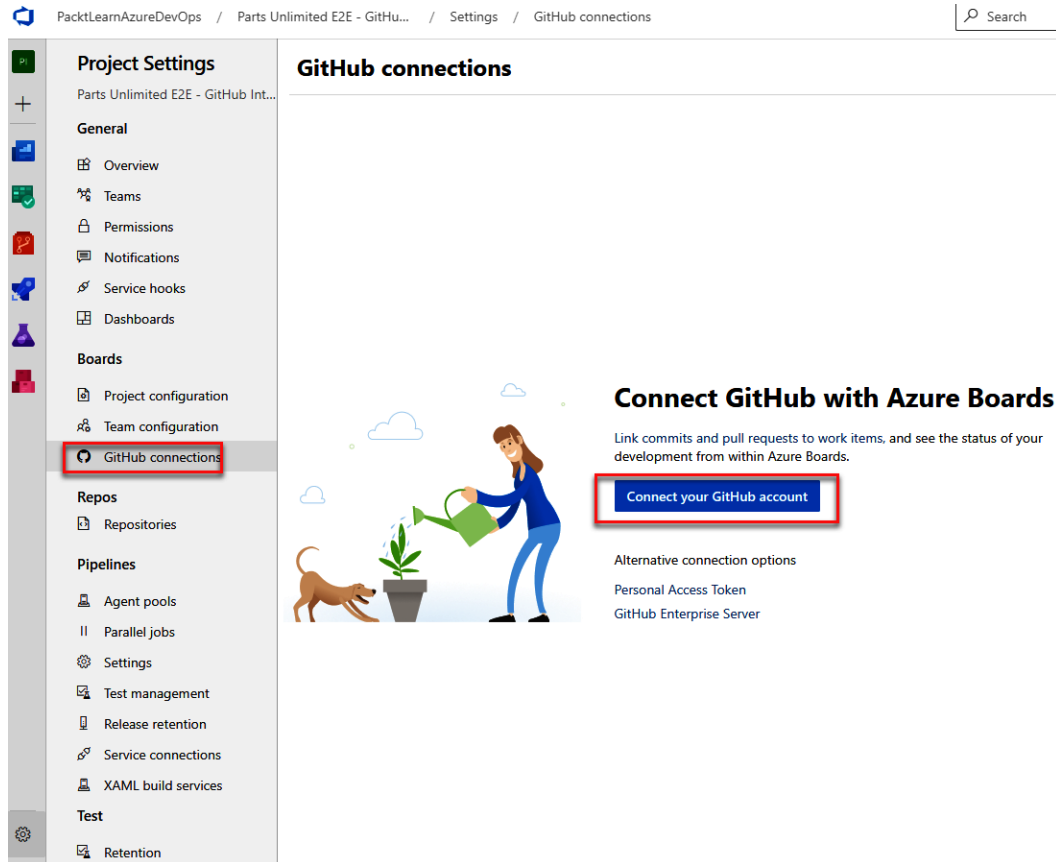 PacktLearnAzureDevOps / Parts Unlimited E2E - GitHu... / Settings / GitHub connections
Search
PI
Project Settings
Parts Unlimited E2E - GitHub Int...
General
Overview
Teams
Permissions
Notifications
Service hooks
Dashboards
Boards
Project configuration
Team configuration
GitHub connections
Repos
Repositories
Pipelines
Agent pools
Parallel jobs
Settings
Test management
Release retention
Service connections
XAML build services
Test
Retention
GitHub connections
Connect GitHub with Azure Boards
Link commits and pull requests to work items, and see the status of your
development from within Azure Boards.
Connect your GitHub account
Alternative connection options
Personal Access Token
GitHub Enterprise Server